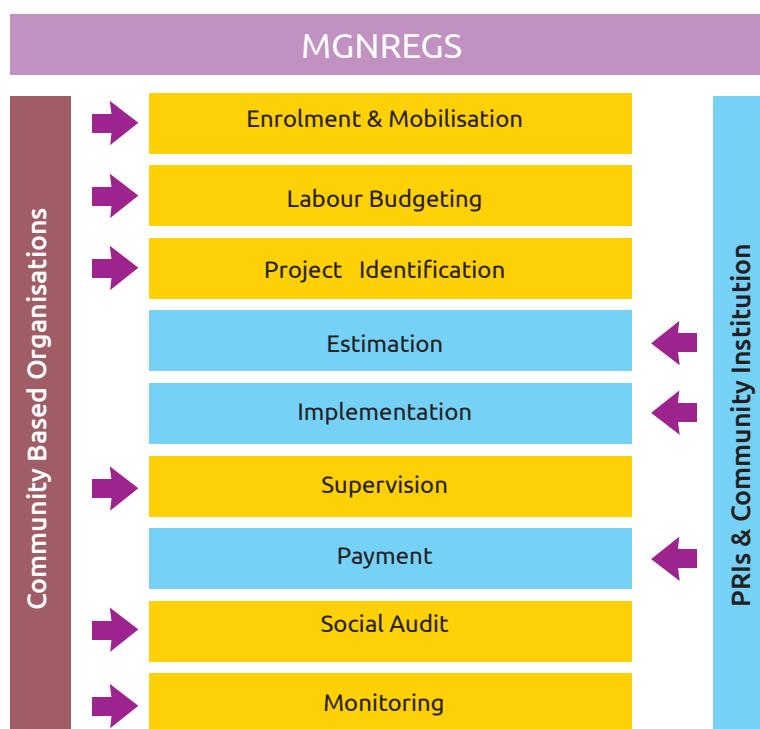 MGNREGS
Community Based Organisations
Enrolment & Mobilisation
Labour Budgeting
Project Identification
Estimation
Implementation
Supervision
Payment
Social Audit
Monitoring
PRIs & Community Institution